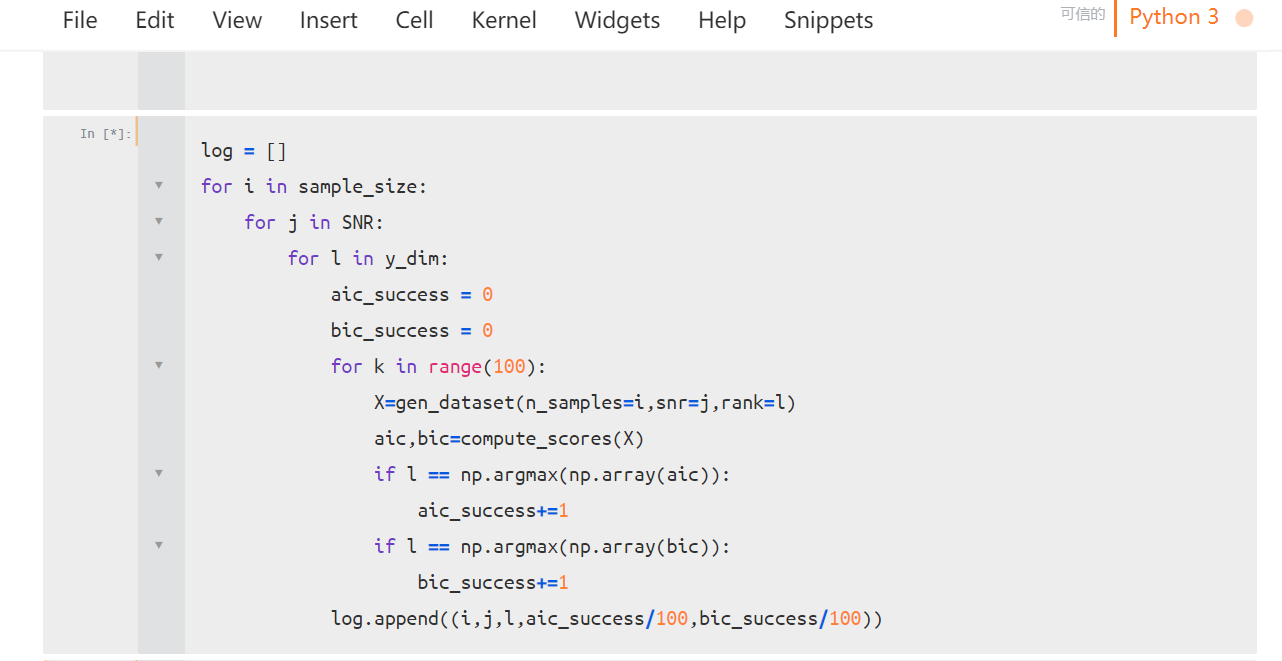 File Edit View Insert Cell Kernel Widgets Help Snippets 可信的 Python 3
In [*]:
log = []
for i in sample_size:
    for j in SNR:
        for l in y_dim:
            aic_success = 0
            bic_success = 0
            for k in range(100):
                X=gen_dataset(n_samples=i,snr=j,rank=l)
                aic,bic=compute_scores(X)
                if l == np.argmax(np.array(aic)):
                    aic_success+=1
                if l == np.argmax(np.array(bic)):
                    bic_success+=1
            log.append((i,j,l,aic_success/100,bic_success/100))